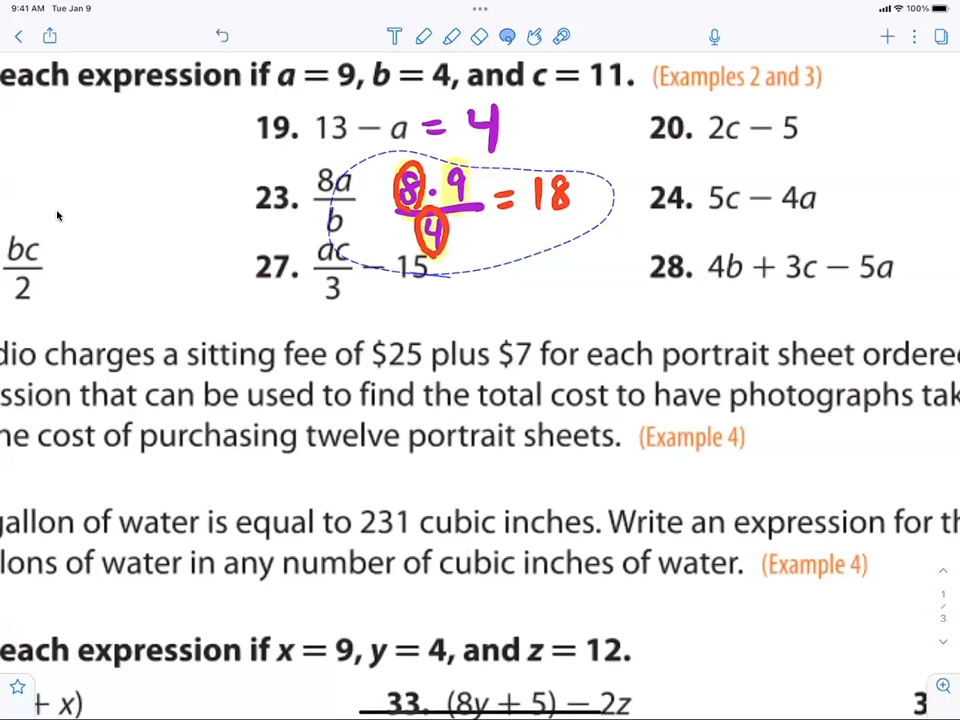 9:41 AM Tue Jan 9
100%
each expression if a = 9, b = 4, and c = 11. (Examples 2 and 3)
19. 13 − a = 4
20. 2c − 5
23. 8a/b 8 · 9/4 = 18
24. 5c − 4a
bc/2
27. ac/3 − 15
28. 4b + 3c − 5a
dio charges a sitting fee of $25 plus $7 for each portrait sheet ordere
ssion that can be used to find the total cost to have photographs tak
ne cost of purchasing twelve portrait sheets. (Example 4)
gallon of water is equal to 231 cubic inches. Write an expression for th
lons of water in any number of cubic inches of water. (Example 4)
1
/
3
each expression if x = 9, y = 4, and z = 12.
+ x)
33. (8y + 5) − 2z
3